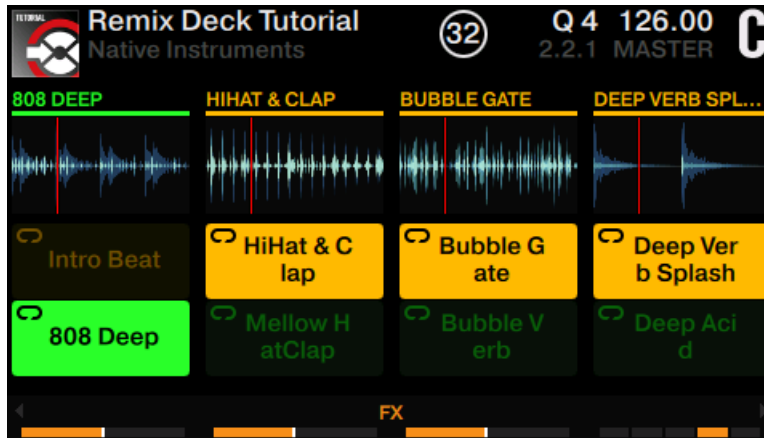 TUTORIAL
Remix Deck Tutorial
Native Instruments
32
Q 4 126.00
2.2.1 MASTER
C
808 DEEP HIHAT & CLAP BUBBLE GATE DEEP VERB SPL...
Intro Beat
HiHat & C
lap
Bubble G
ate
Deep Ver
b Splash
808 Deep
Mellow H
atClap
Bubble V
erb
Deep Aci
d
FX